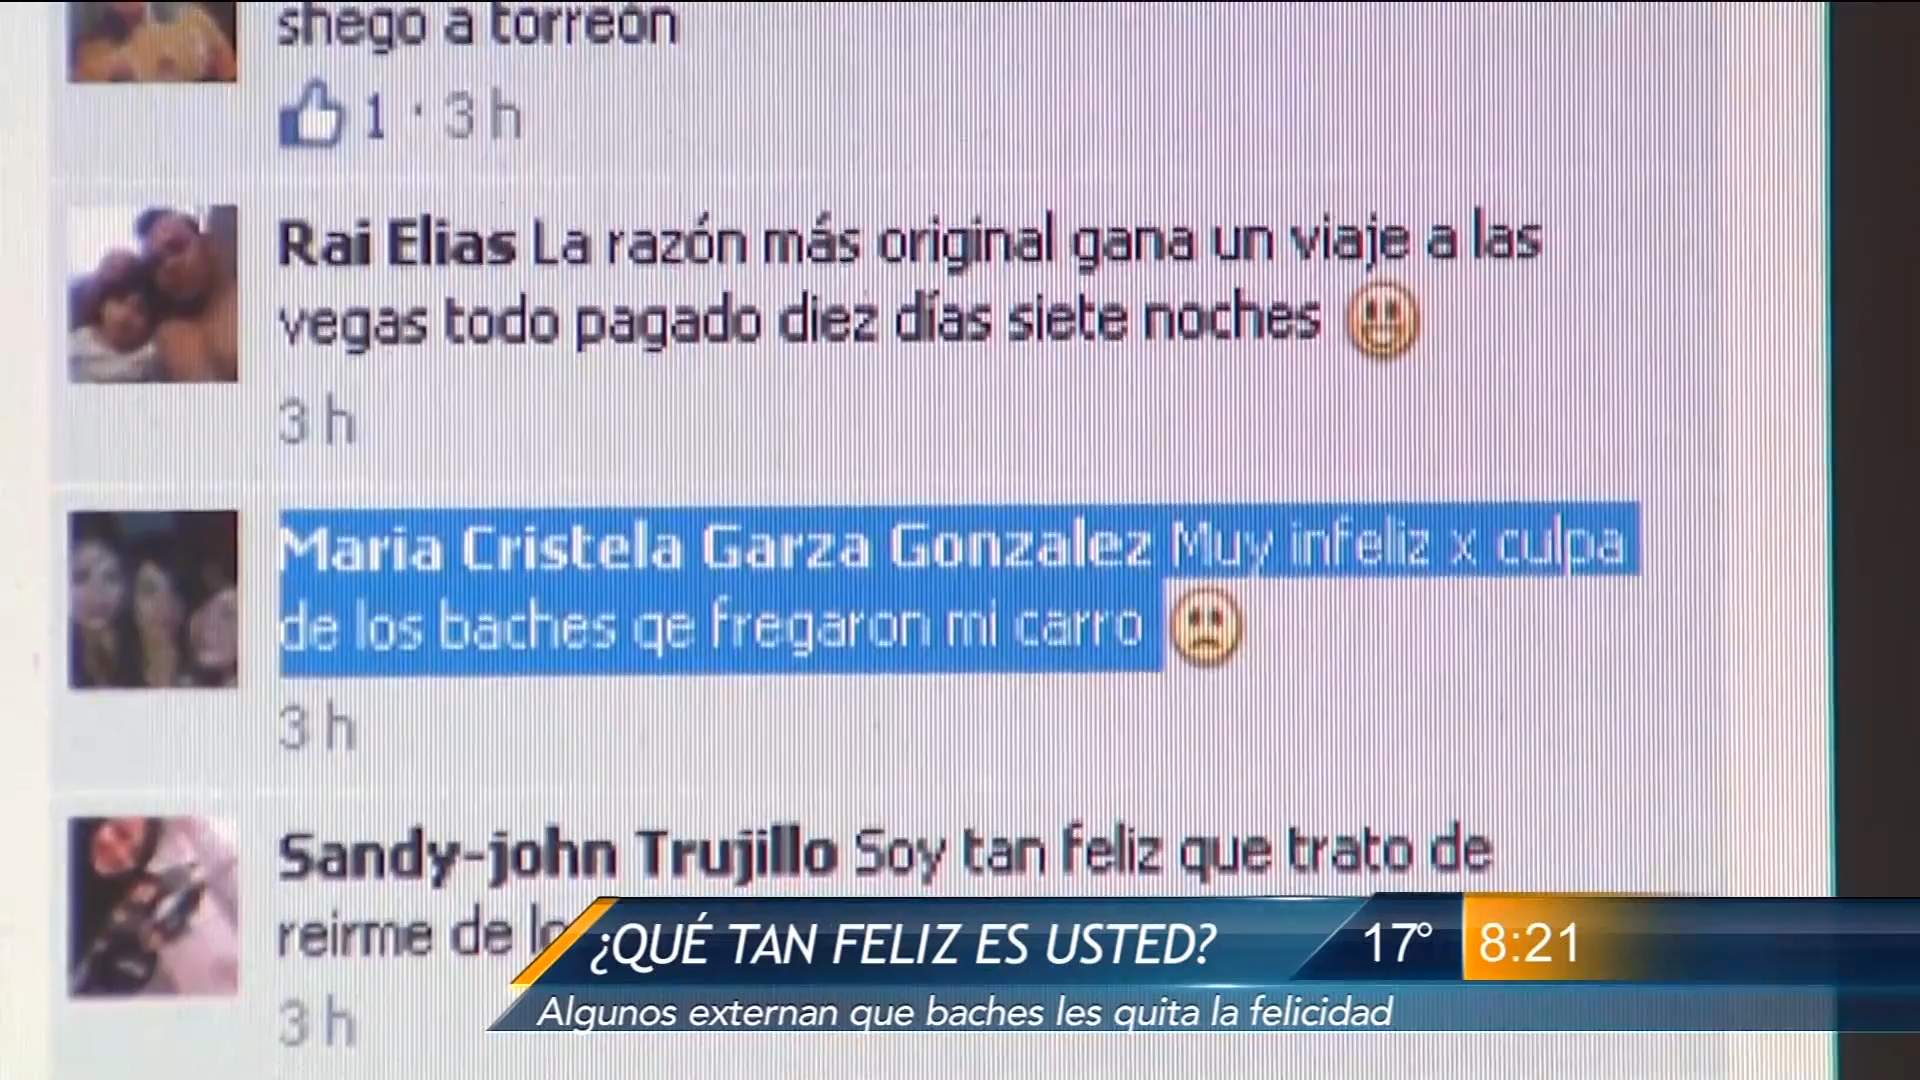 shego a torreón
1 · 3 h
Rai Elias La razón más original gana un viaje a las
vegas todo pagado diez días siete noches
3 h
Maria Cristela Garza Gonzalez Muy infeliz x culpa
de los baches qe fregaron mi carro
3 h
Sandy-john Trujillo Soy tan feliz que trato de
reirme de lo
3 h
¿QUÉ TAN FELIZ ES USTED?
17° 8:21
Algunos externan que baches les quita la felicidad